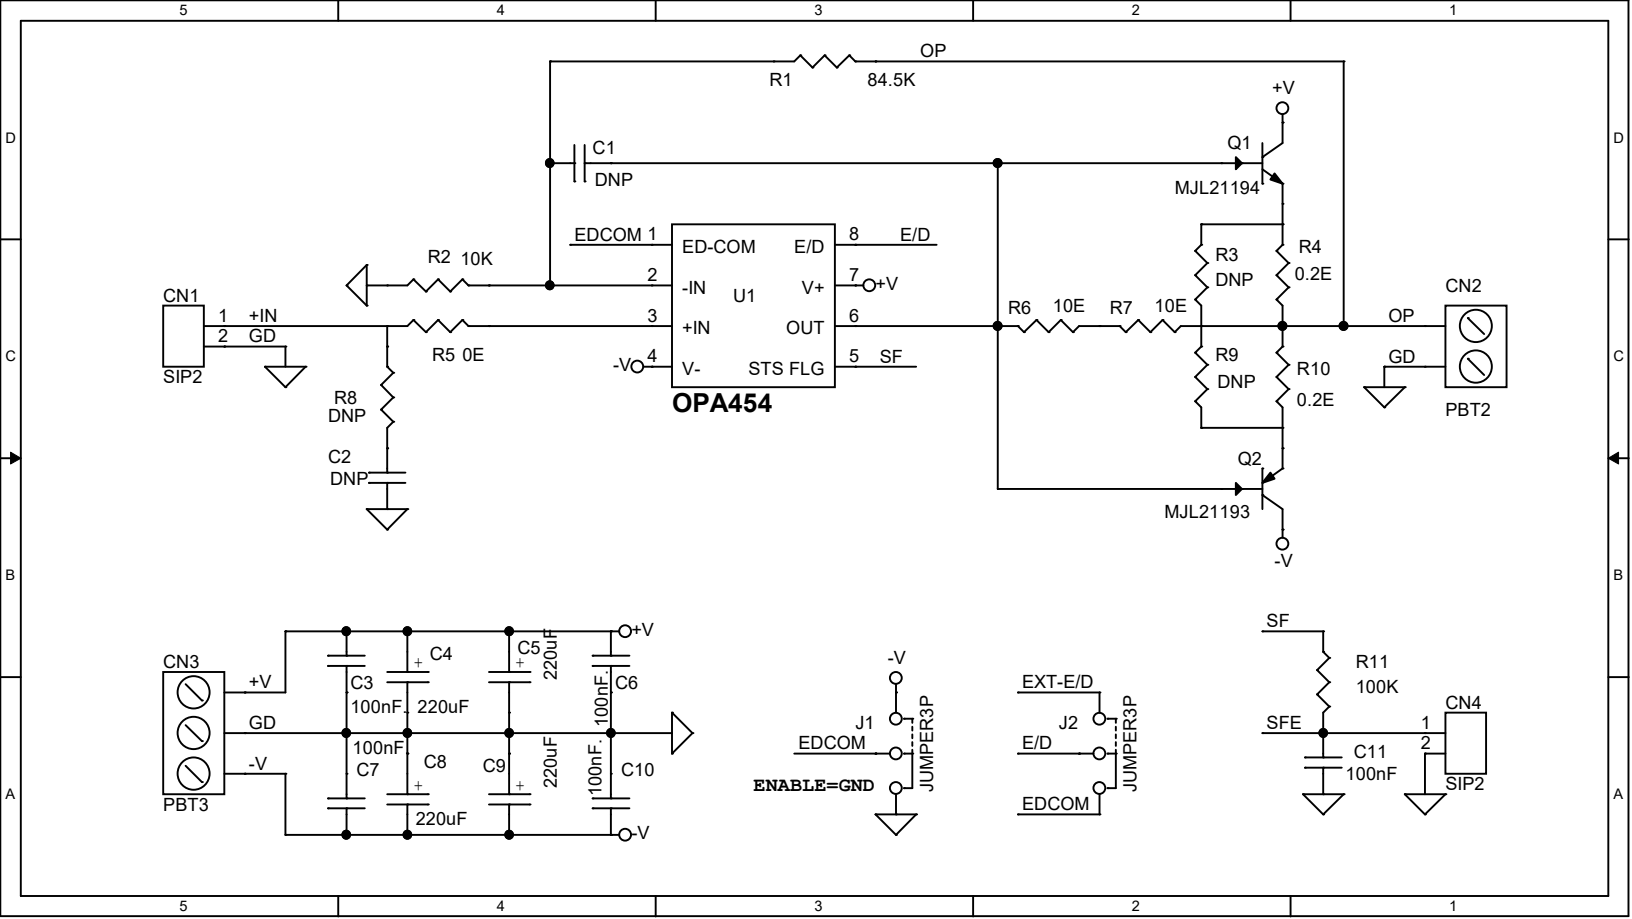 5 4 3 2 1
OP
R1 84.5K
+V
D D
C1
Q1
DNP
MJL21194
EDCOM 1 ED-COM E/D 8 E/D
R2 10K
2 -IN U1 V+ 7 +V
R3
DNP
R4
0.2E
CN1
1 +IN
2 GD
SIP2
3 +IN OUT 6
R6 10E R7 10E
CN2
OP
GD
PBT2
R5 0E
-V 4 V- STS FLG 5 SF
C C
OPA454
R9
DNP
R10
0.2E
R8
DNP
C2
DNP
Q2
MJL21193
-V
B B
SF
+V
CN3
+V
GD
-V
PBT3
C3
100nF.
C4
220uF
C5
220uF
C6
100nF.
100nF
C7
C8
220uF
C9
220uF
C10
100nF.
-V
-V
J1
EDCOM
ENABLE=GND
JUMPER3P
EXT-E/D
J2
E/D
EDCOM
JUMPER3P
R11
100K
SFE
C11
100nF
CN4
1
2
SIP2
A A
5 4 3 2 1